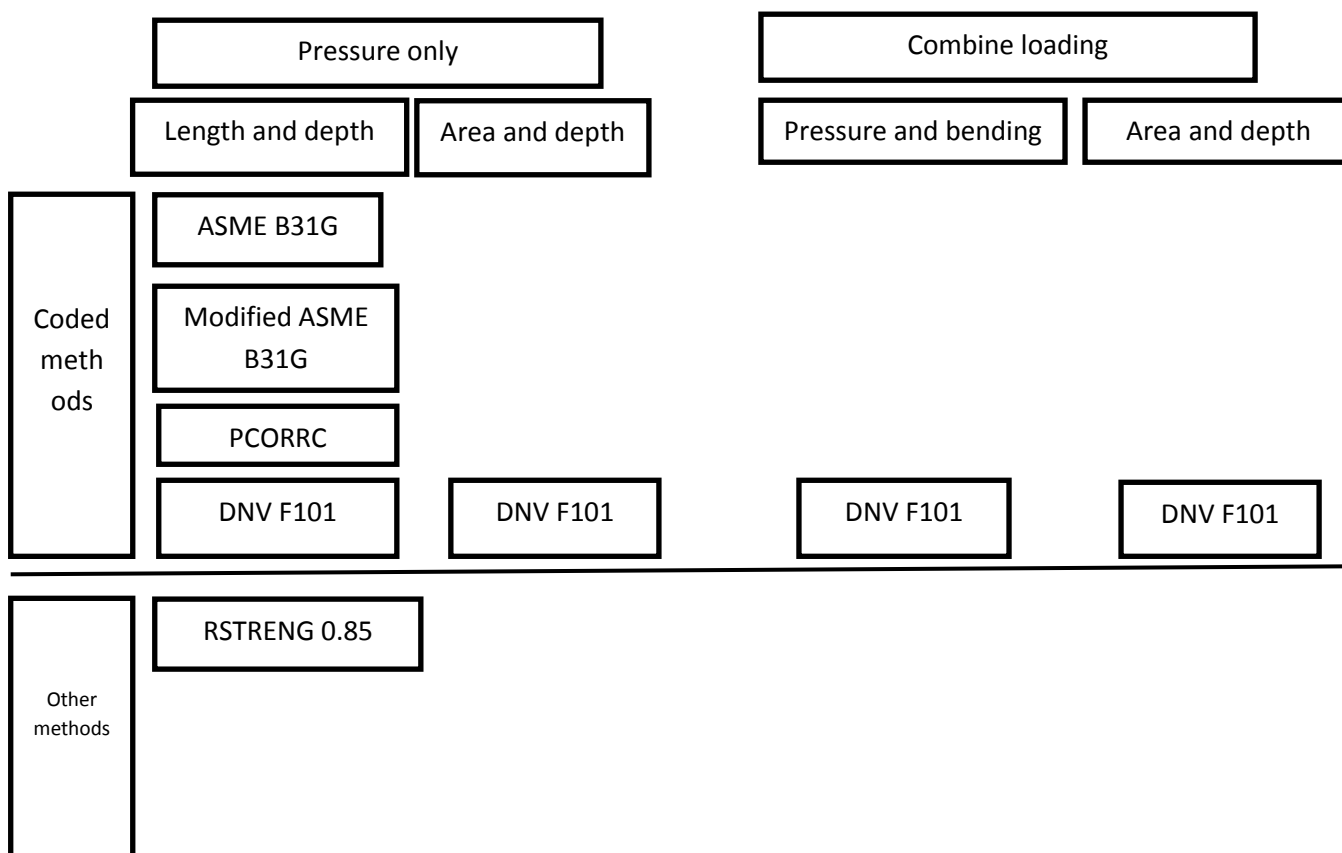 Pressure only
Combine loading
Length and depth
Area and depth
Pressure and bending
Area and depth
Coded
meth
ods
ASME B31G
Modified ASME
B31G
PCORRC
DNV F101
DNV F101
DNV F101
DNV F101
Other
methods
RSTRENG 0.85